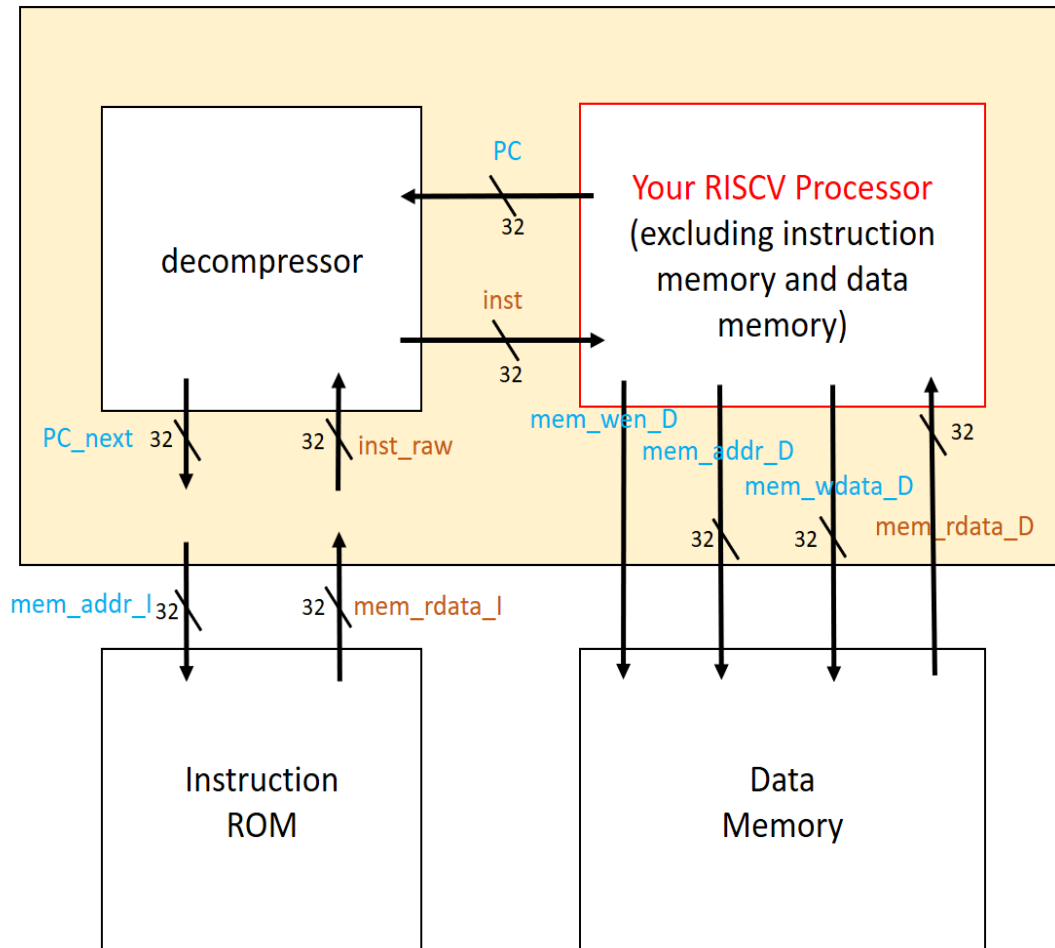 PC
32
decompressor
Your RISCV Processor
(excluding instruction
memory and data
memory)
inst
32
PC_next
32
32
inst_raw
mem_wen_D
mem_addr_D
mem_wdata_D
32
mem_rdata_D
32
32
mem_addr_I
32
32
mem_rdata_I
Instruction
ROM
Data
Memory